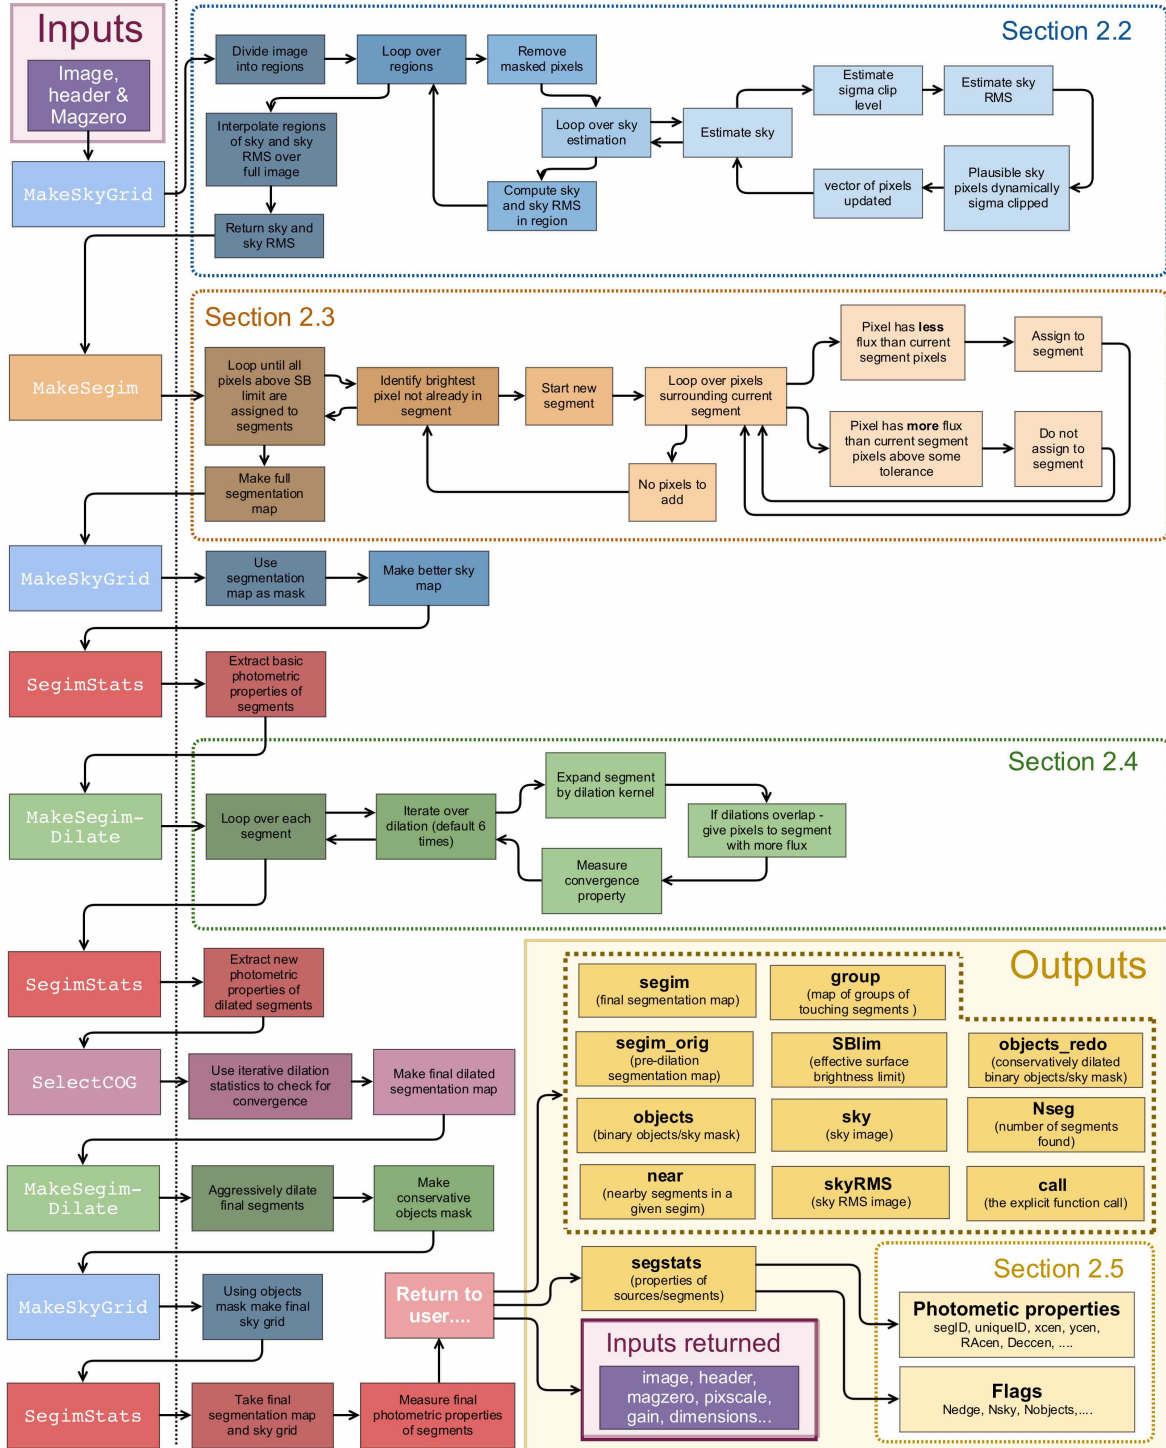 Inputs
Image,
header &
Magzero
MakeSkyGrid
Section 2.2
Divide image
into regions
Loop over
regions
Remove
masked pixels
Interpolate regions
of sky and sky
RMS over
full image
Return sky and
sky RMS
Loop over sky
estimation
Compute sky
and sky RMS
in region
Estimate sky
Estimate
sigma clip
level
Estimate sky
RMS
Plausible sky
pixels dynamically
sigma clipped
vector of pixels
updated
Section 2.3
MakeSegim
Loop until all
pixels above SB
limit are
assigned to
segments
Make full
segmentation
map
Identify brightest
pixel not already in
segment
Start new
segment
Loop over pixels
surrounding current
segment
No pixels to
add
Pixel has less
flux than current
segment pixels
Assign to
segment
Pixel has more flux
than current segment
pixels above some
tolerance
Do not
assign to
segment
MakeSkyGrid
Use
segmentation
map as mask
Make better sky
map
SegimStats
Extract basic
photometric
properties of
segments
Section 2.4
MakeSegim-
Dilate
Loop over each
segment
Iterate over
dilation (default 6
times)
Expand segment
by dilation kernel
If dilations overlap -
give pixels to segment
with more flux
Measure
convergence
property
SegimStats
Extract new
photometric
properties of
dilated segments
SelectCOG
Use iterative dilation
statistics to check for
convergence
Make final dilated
segmentation map
MakeSegim-
Dilate
Aggressively dilate
final segments
Make
conservative
objects mask
MakeSkyGrid
Using objects
mask make final
sky grid
SegimStats
Take final
segmentation map
and sky grid
Measure final
photometric properties
of segments
Return to
user....
Outputs
segim
(final segmentation map)
group
(map of groups of
touching segments )
segim_orig
(pre-dilation
segmentation map)
SBlim
(effective surface
brightness limit)
objects_redo
(conservatively dilated
binary objects/sky mask)
objects
(binary objects/sky mask)
sky
(sky image)
Nseg
(number of segments
found)
near
(nearby segments in a
given segim)
skyRMS
(sky RMS image)
call
(the explicit function call)
segstats
(properties of
sources/segments)
Section 2.5
Photometic properties
segID, uniqueID, xcen, ycen,
RAcen, Deccen, ....
Flags
Nedge, Nsky, Nobjects,....
Inputs returned
image, header,
magzero, pixscale,
gain, dimensions...